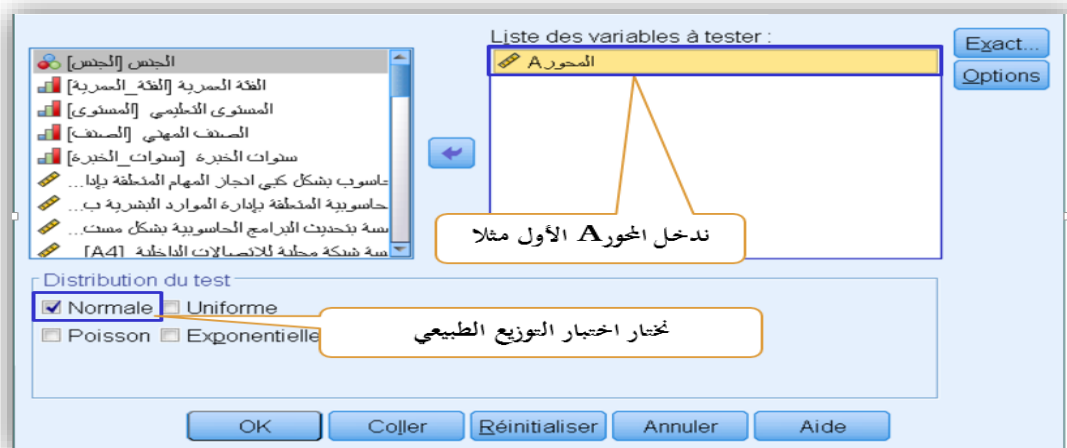 Liste des variables à tester :
الجنس [الجنس]
الفئة العمرية [الفئة_العمرية]
المستوى التعليمي [المستوى]
الصنف المهني [الصنف]
سنوات الخبرة [سنوات_الخبرة]
حاسوب بشكل كبي انجاز المهام المتعلقة بإدا...
حاسوبية المتعلقة بإدارة الموارد البشرية ب...
سة بتحديث البرامج الحاسوبية بشكل مست...
سة شبكة محلية للاتصالات الداخلية [A4]
المحور A
Exact...
Options
ندخل المحور A الأول مثلا
Distribution du test
Normale Uniforme
Poisson Exponentielle
نختار اختبار التوزيع الطبيعي
OK Coller Réinitialiser Annuler Aide